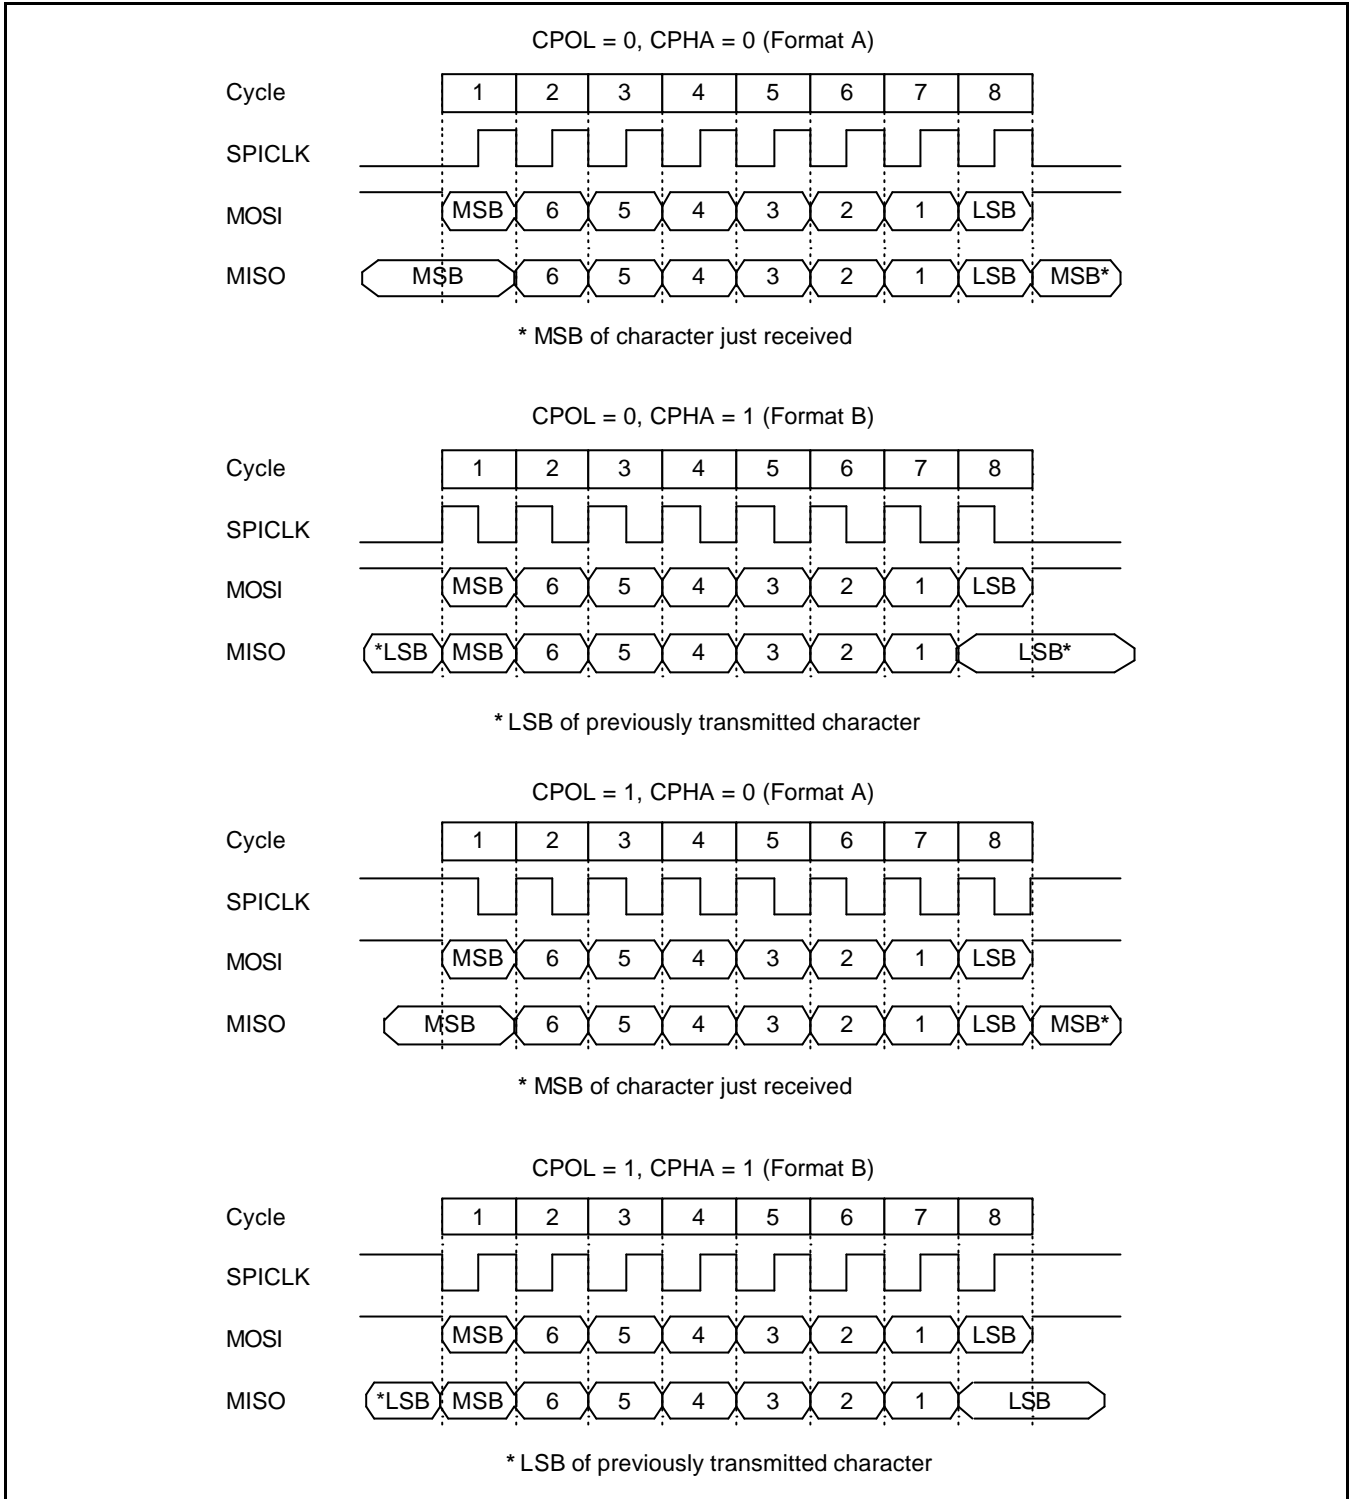 CPOL = 0, CPHA = 0 (Format A)
Cycle 1 2 3 4 5 6 7 8
SPICLK
MOSI MSB 6 5 4 3 2 1 LSB
MISO MSB 6 5 4 3 2 1 LSB MSB*
* MSB of character just received
CPOL = 0, CPHA = 1 (Format B)
Cycle 1 2 3 4 5 6 7 8
SPICLK
MOSI MSB 6 5 4 3 2 1 LSB
MISO *LSB MSB 6 5 4 3 2 1 LSB*
* LSB of previously transmitted character
CPOL = 1, CPHA = 0 (Format A)
Cycle 1 2 3 4 5 6 7 8
SPICLK
MOSI MSB 6 5 4 3 2 1 LSB
MISO MSB 6 5 4 3 2 1 LSB MSB*
* MSB of character just received
CPOL = 1, CPHA = 1 (Format B)
Cycle 1 2 3 4 5 6 7 8
SPICLK
MOSI MSB 6 5 4 3 2 1 LSB
MISO *LSB MSB 6 5 4 3 2 1 LSB
* LSB of previously transmitted character